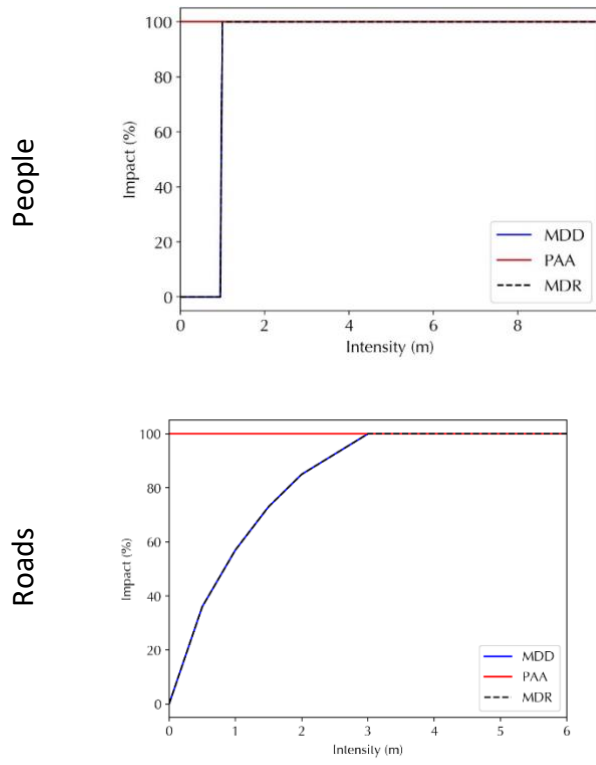 People
Impact (%)
100
80
60
40
20
0
0 2 4 6 8
Intensity (m)
MDD
PAA
MDR
Roads
Impact (%)
100
80
60
40
20
0
0 1 2 3 4 5 6
Intensity (m)
MDD
PAA
MDR